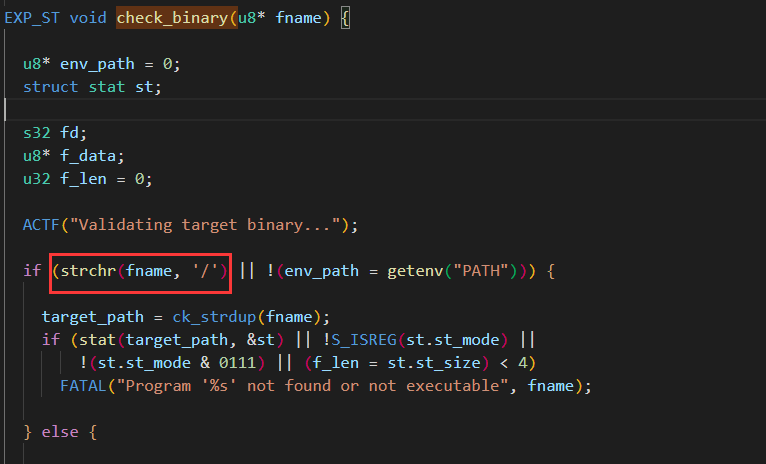 EXP_ST void check_binary(u8* fname) {
u8* env_path = 0;
struct stat st;
s32 fd;
u8* f_data;
u32 f_len = 0;
ACTF("Validating target binary...");
if (strchr(fname, '/') || !(env_path = getenv("PATH"))) {
target_path = ck_strdup(fname);
if (stat(target_path, &st) || !S_ISREG(st.st_mode) ||
!(st.st_mode & 0111) || (f_len = st.st_size) < 4)
FATAL("Program '%s' not found or not executable", fname);
} else {